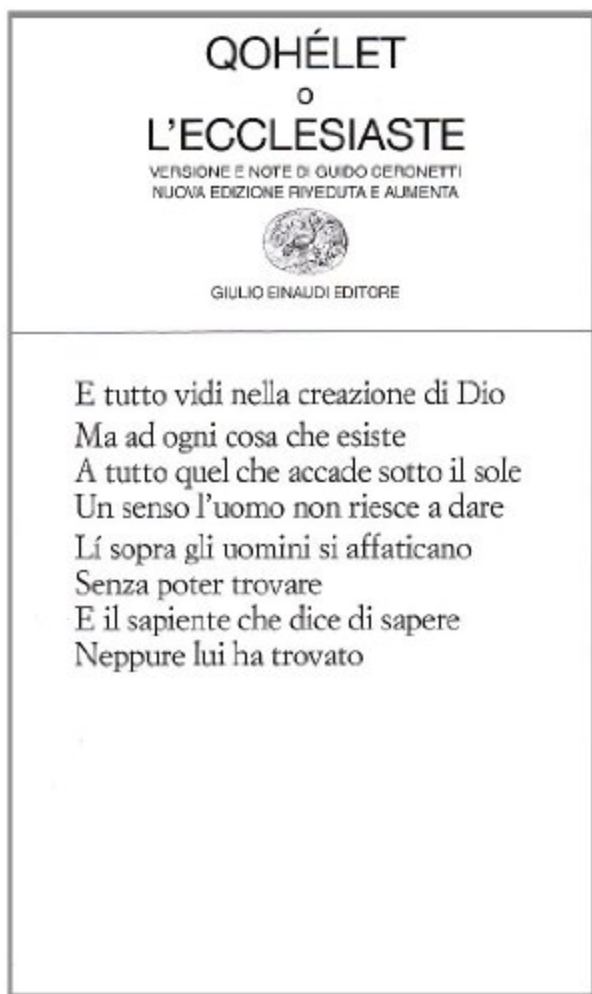 QOHÉLET
o
L'ECCLESIASTE
VERSIONE E NOTE DI GUIDO CERONETTI
NUOVA EDIZIONE RIVEDUTA E AUMENTA
GIULIO EINAUDI EDITORE
E tutto vidi nella creazione di Dio
Ma ad ogni cosa che esiste
A tutto quel che accade sotto il sole
Un senso l'uomo non riesce a dare
Lí sopra gli uomini si affaticano
Senza poter trovare
E il sapiente che dice di sapere
Neppure lui ha trovato